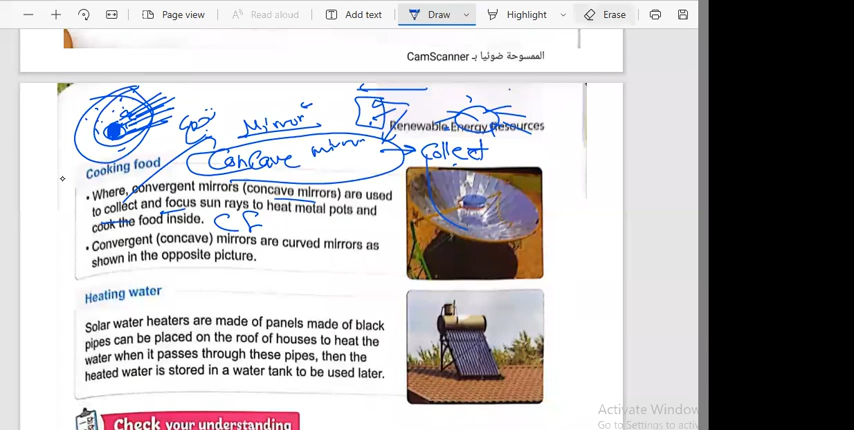 Page view
Read aloud
Add text
Draw
Highlight
Erase
الممسوحة ضوئيا بـ CamScanner
Mirror
Renewable Energy Resources
Concave mirror
collect
Cooking food
• Where, convergent mirrors (concave mirrors) are used
to collect and focus sun rays to heat metal pots and
cook the food inside.
• Convergent (concave) mirrors are curved mirrors as
shown in the opposite picture.
Heating water
Solar water heaters are made of panels made of black
pipes can be placed on the roof of houses to heat the
water when it passes through these pipes, then the
heated water is stored in a water tank to be used later.
Check your understanding
Activate Window
Go to Settings to activ